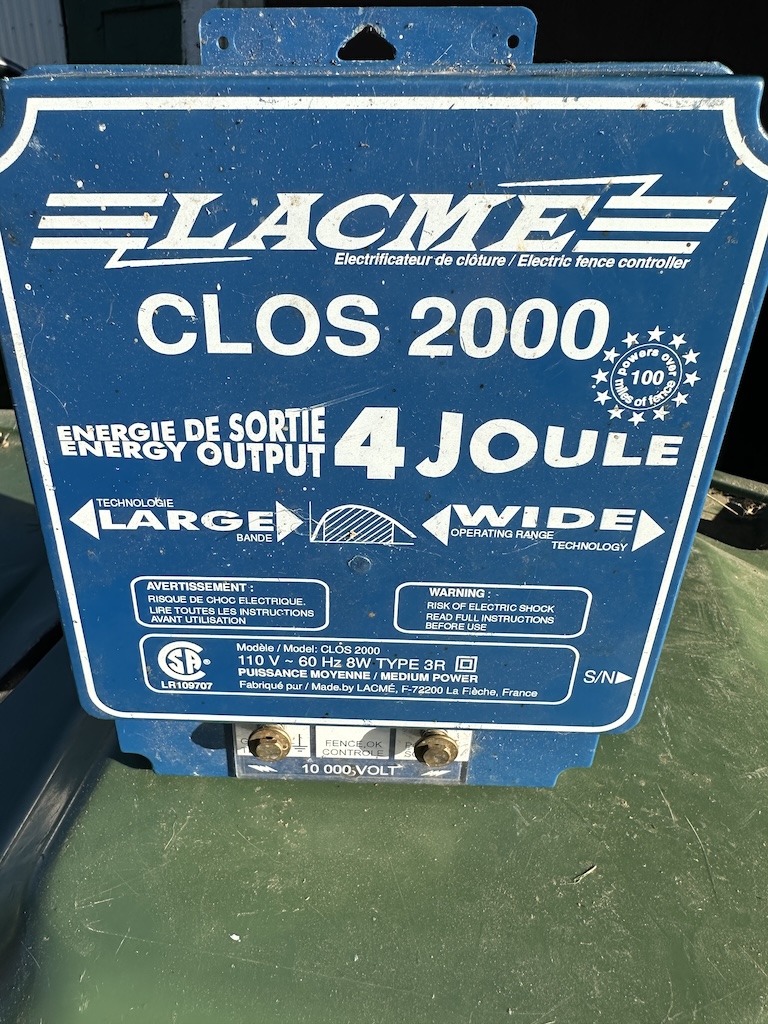 LACMÉ
Electrificateur de clôture / Electric fence controller
CLOS 2000
powers over
100
miles of fence
ENERGIE DE SORTIE
ENERGY OUTPUT
4 JOULE
TECHNOLOGIE
LARGE
BANDE
WIDE
OPERATING RANGE
TECHNOLOGY
AVERTISSEMENT :
RISQUE DE CHOC ELECTRIQUE.
LIRE TOUTES LES INSTRUCTIONS
AVANT UTILISATION
WARNING :
RISK OF ELECTRIC SHOCK
READ FULL INSTRUCTIONS
BEFORE USE
CSA
LR109707
Modèle / Model: CLOS 2000
110 V ~ 60 Hz 8W TYPE 3R
PUISSANCE MOYENNE / MEDIUM POWER
Fabriqué pur / Made.by LACMÉ, F-72200 La Flèche, France
S/N
FENCE OK
CONTROLE
10 000 VOLT